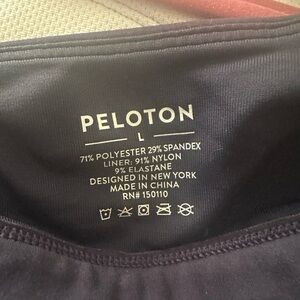 PELOTON
L
71% POLYESTER 29% SPANDEX
LINER: 91% NYLON
9% ELASTANE
DESIGNED IN NEW YORK
MADE IN CHINA
RN# 150110